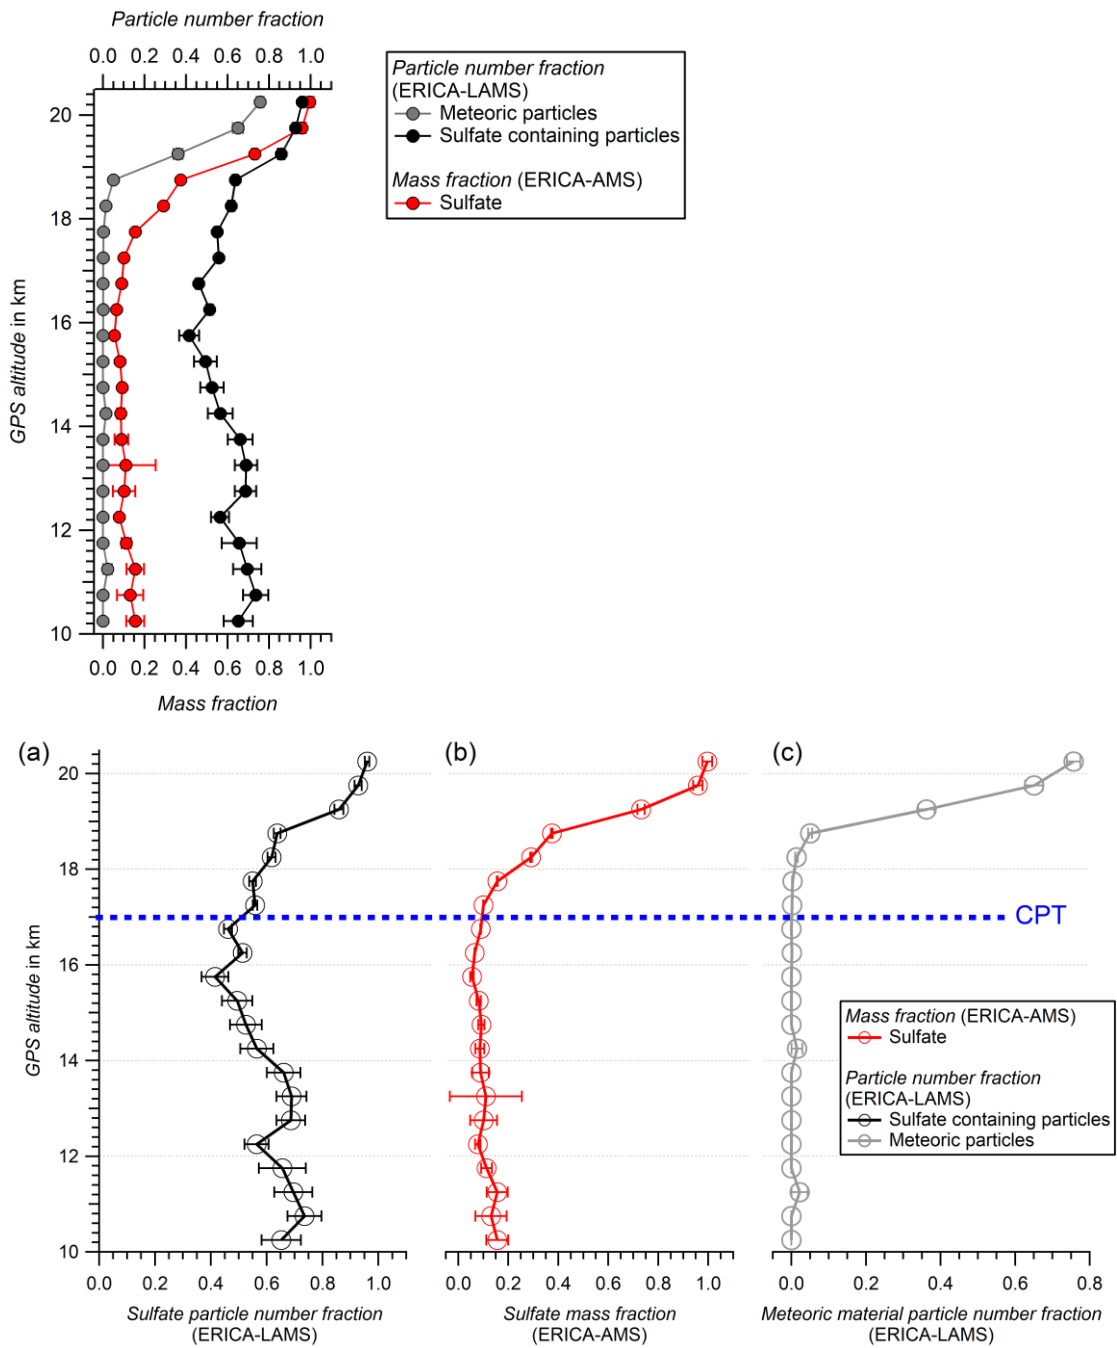 Particle number fraction
0.0 0.2 0.4 0.6 0.8 1.0
20
18
16
14
12
10
GPS altitude in km
0.0 0.2 0.4 0.6 0.8 1.0
Mass fraction
Particle number fraction
(ERICA-LAMS)
Meteoric particles
Sulfate containing particles
Mass fraction (ERICA-AMS)
Sulfate
(a)
(b)
(c)
20
18
16
14
12
10
GPS altitude in km
CPT
Mass fraction (ERICA-AMS)
Sulfate
Particle number fraction
(ERICA-LAMS)
Sulfate containing particles
Meteoric particles
0.0 0.4 0.6 0.8 1.0
Sulfate particle number fraction
(ERICA-LAMS)
0.0 0.2 0.4 0.6 0.8 1.0
Sulfate mass fraction
(ERICA-AMS)
0.0 0.2 0.4 0.6 0.8
Meteoric material particle number fraction
(ERICA-LAMS)